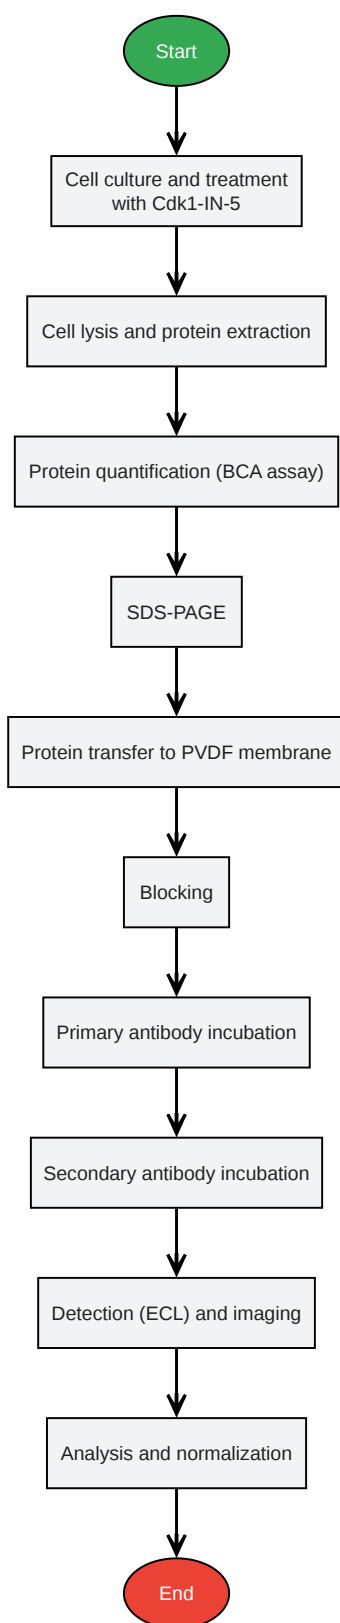 Start
Cell culture and treatment
with Cdk1-IN-5
Cell lysis and protein extraction
Protein quantification (BCA assay)
SDS-PAGE
Protein transfer to PVDF membrane
Blocking
Primary antibody incubation
Secondary antibody incubation
Detection (ECL) and imaging
Analysis and normalization
End